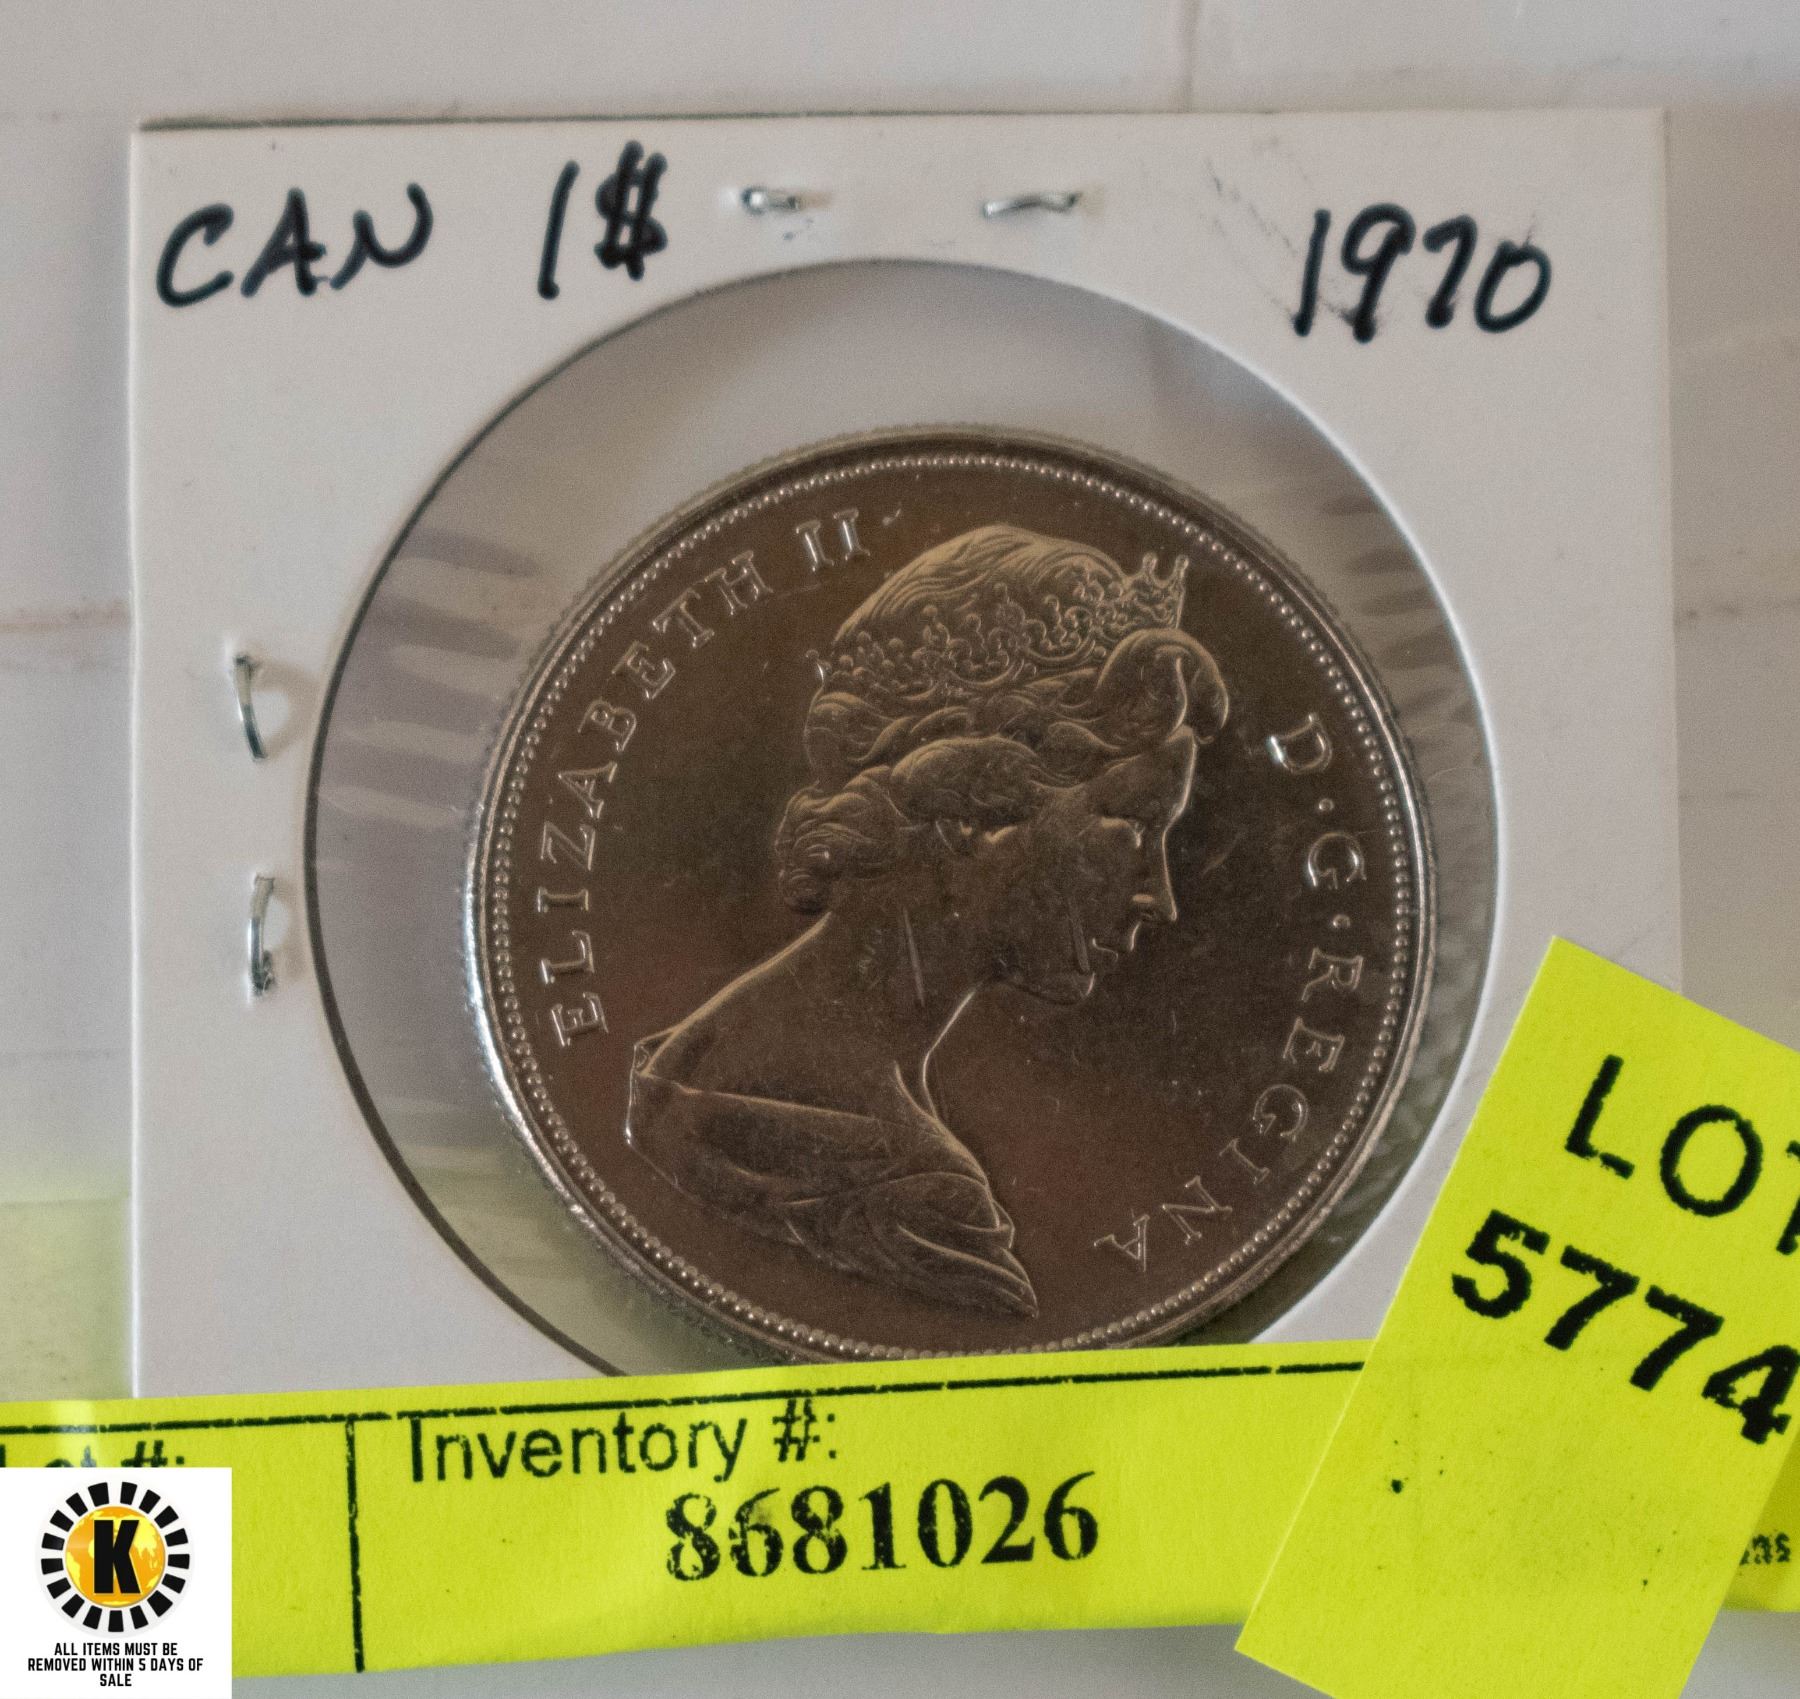 CAN 1$ 1970
ELIZABETH II
D·G·REGINA
LOT
5774
Lot #:
Inventory #:
8681026
K
ALL ITEMS MUST BE
REMOVED WITHIN 5 DAYS OF
SALE